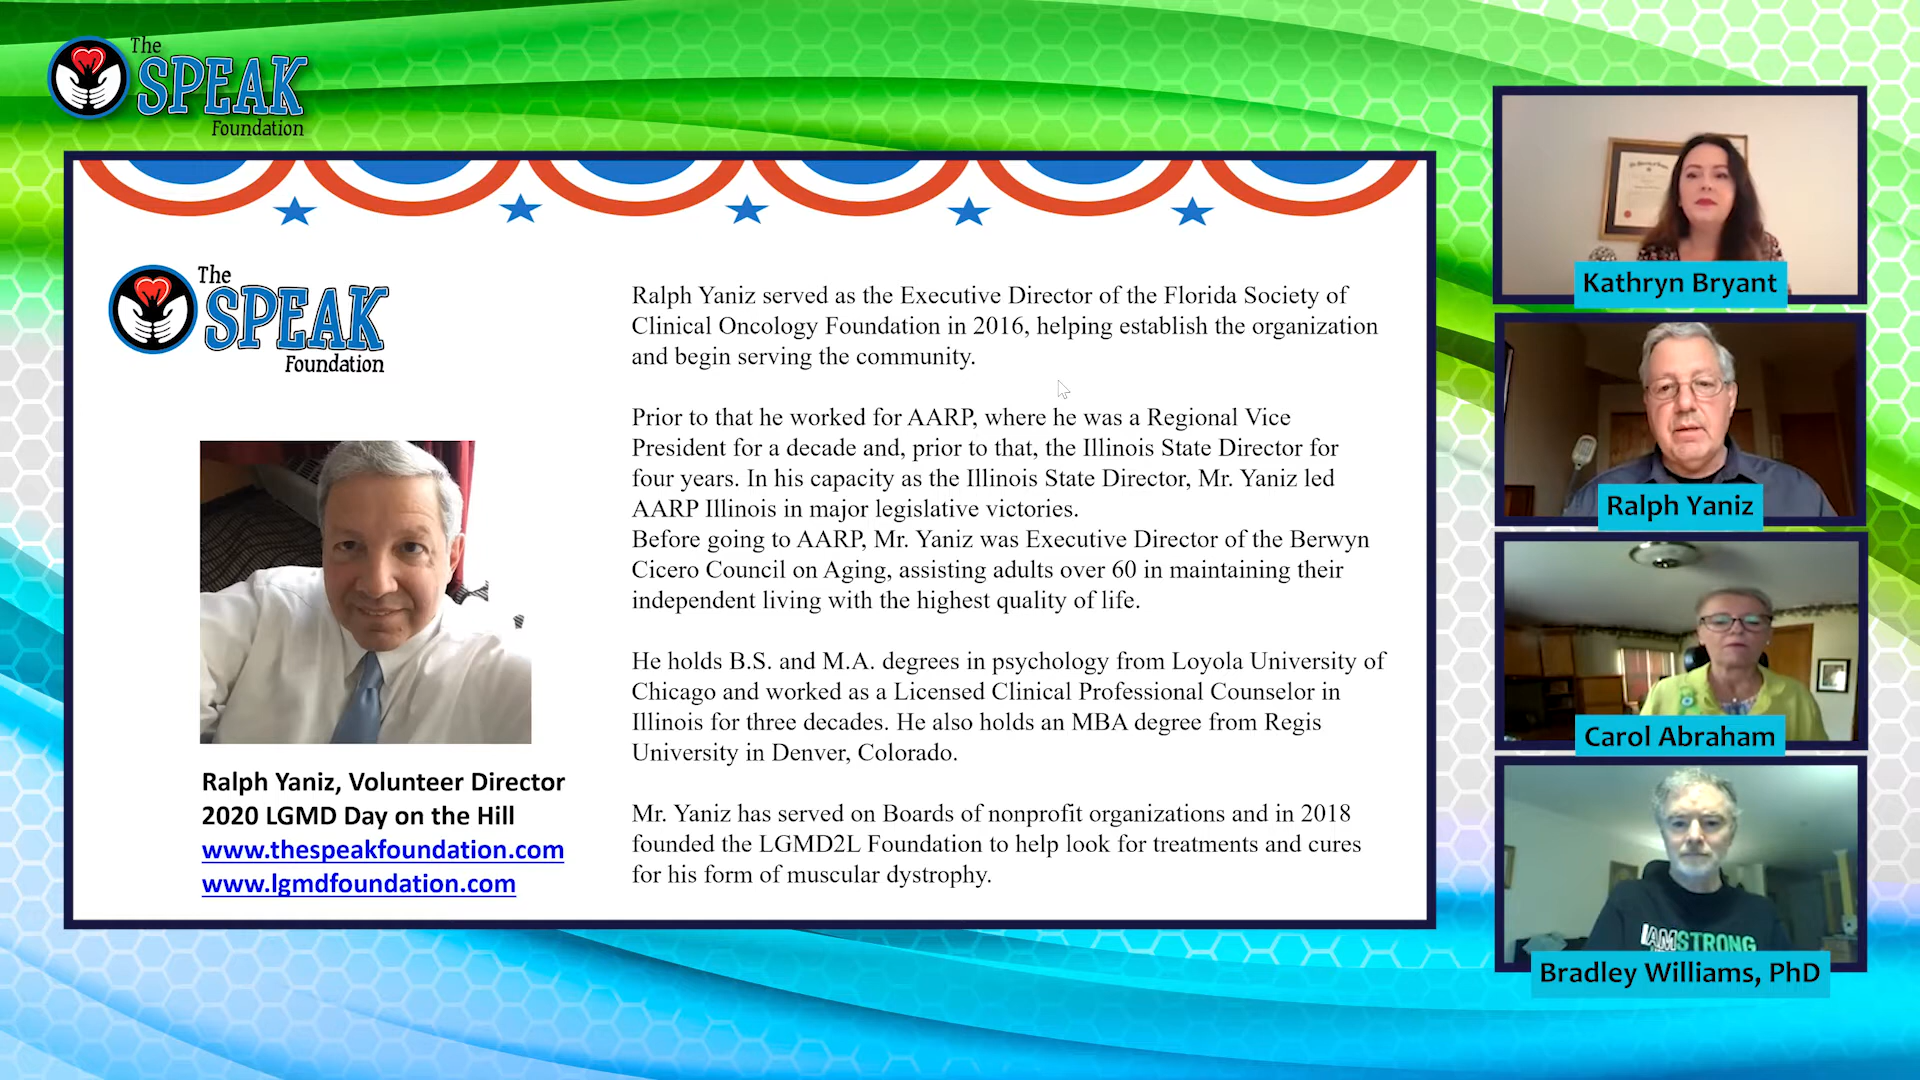 The
SPEAK
Foundation
The
SPEAK
Foundation
Ralph Yaniz served as the Executive Director of the Florida Society of
Clinical Oncology Foundation in 2016, helping establish the organization
and begin serving the community.
Prior to that he worked for AARP, where he was a Regional Vice
President for a decade and, prior to that, the Illinois State Director for
four years. In his capacity as the Illinois State Director, Mr. Yaniz led
AARP Illinois in major legislative victories.
Before going to AARP, Mr. Yaniz was Executive Director of the Berwyn
Cicero Council on Aging, assisting adults over 60 in maintaining their
independent living with the highest quality of life.
He holds B.S. and M.A. degrees in psychology from Loyola University of
Chicago and worked as a Licensed Clinical Professional Counselor in
Illinois for three decades. He also holds an MBA degree from Regis
University in Denver, Colorado.
Mr. Yaniz has served on Boards of nonprofit organizations and in 2018
founded the LGMD2L Foundation to help look for treatments and cures
for his form of muscular dystrophy.
Ralph Yaniz, Volunteer Director
2020 LGMD Day on the Hill
www.thespeakfoundation.com
www.lgmdfoundation.com
Kathryn Bryant
Ralph Yaniz
Carol Abraham
IAMSTRONG
Bradley Williams, PhD